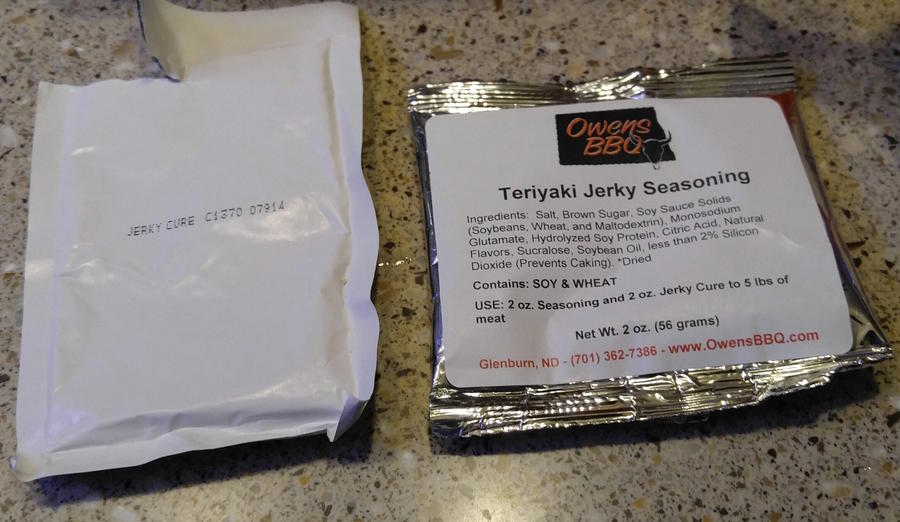 JERKY CURE C1370 07914
Owens
BBQ
Teriyaki Jerky Seasoning
Ingredients: Salt, Brown Sugar, Soy Sauce Solids
(Soybeans, Wheat, and Maltodextrin), Monosodium
Glutamate, Hydrolyzed Soy Protein, Citric Acid, Natural
Flavors, Sucralose, Soybean Oil, less than 2% Silicon
Dioxide (Prevents Caking). *Dried
Contains: SOY & WHEAT
USE: 2 oz. Seasoning and 2 oz. Jerky Cure to 5 lbs of
meat
Net Wt. 2 oz. (56 grams)
Glenburn, ND - (701) 362-7386 - www.OwensBBQ.com